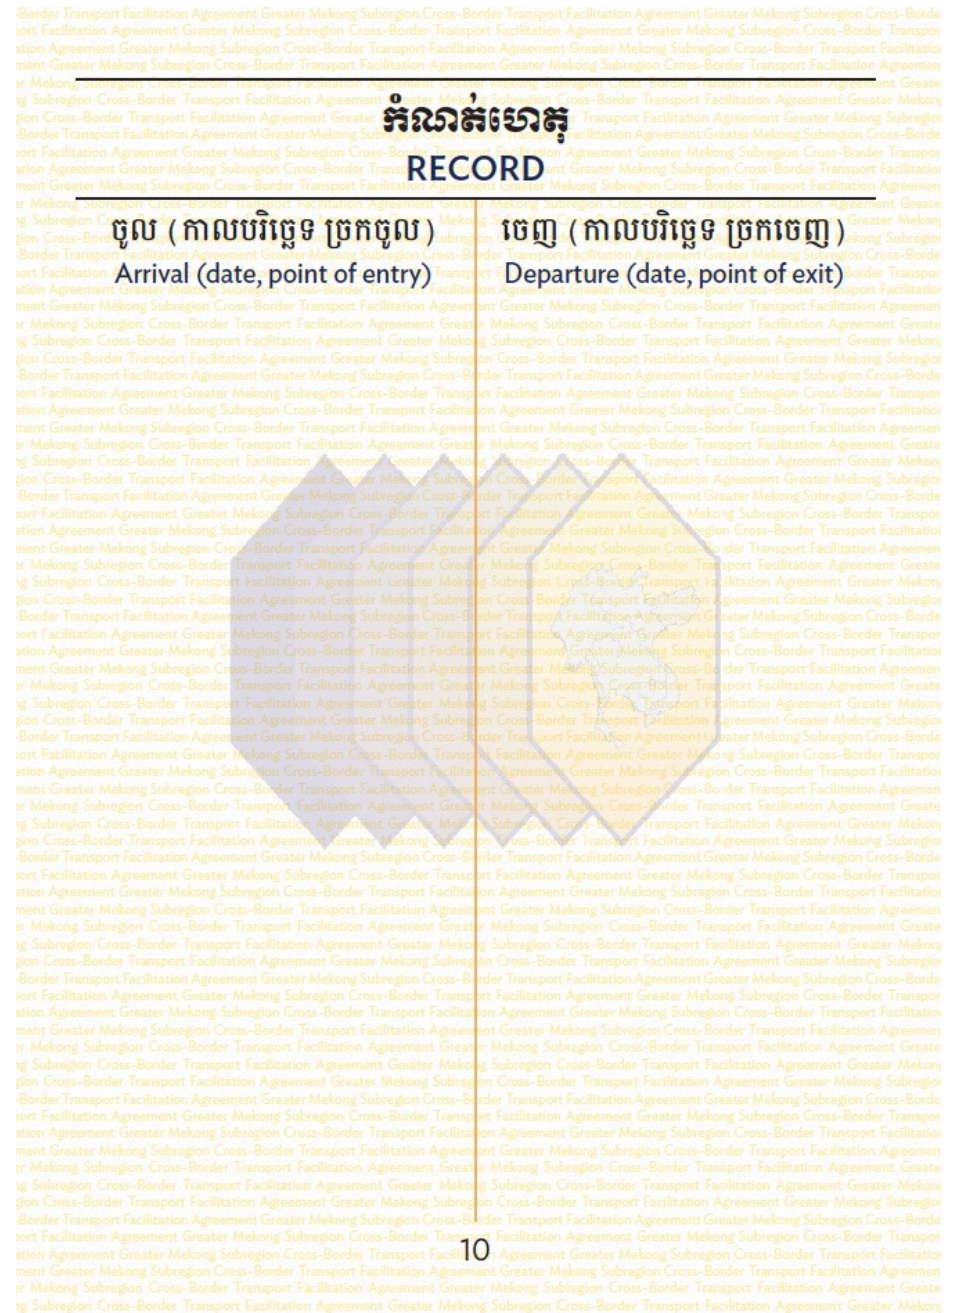 កំណត់ហេតុ
RECORD
ចូល (កាលបរិច្ឆេទ ច្រកចូល)
Arrival (date, point of entry)
ចេញ (កាលបរិច្ឆេទ ច្រកចេញ)
Departure (date, point of exit)
10